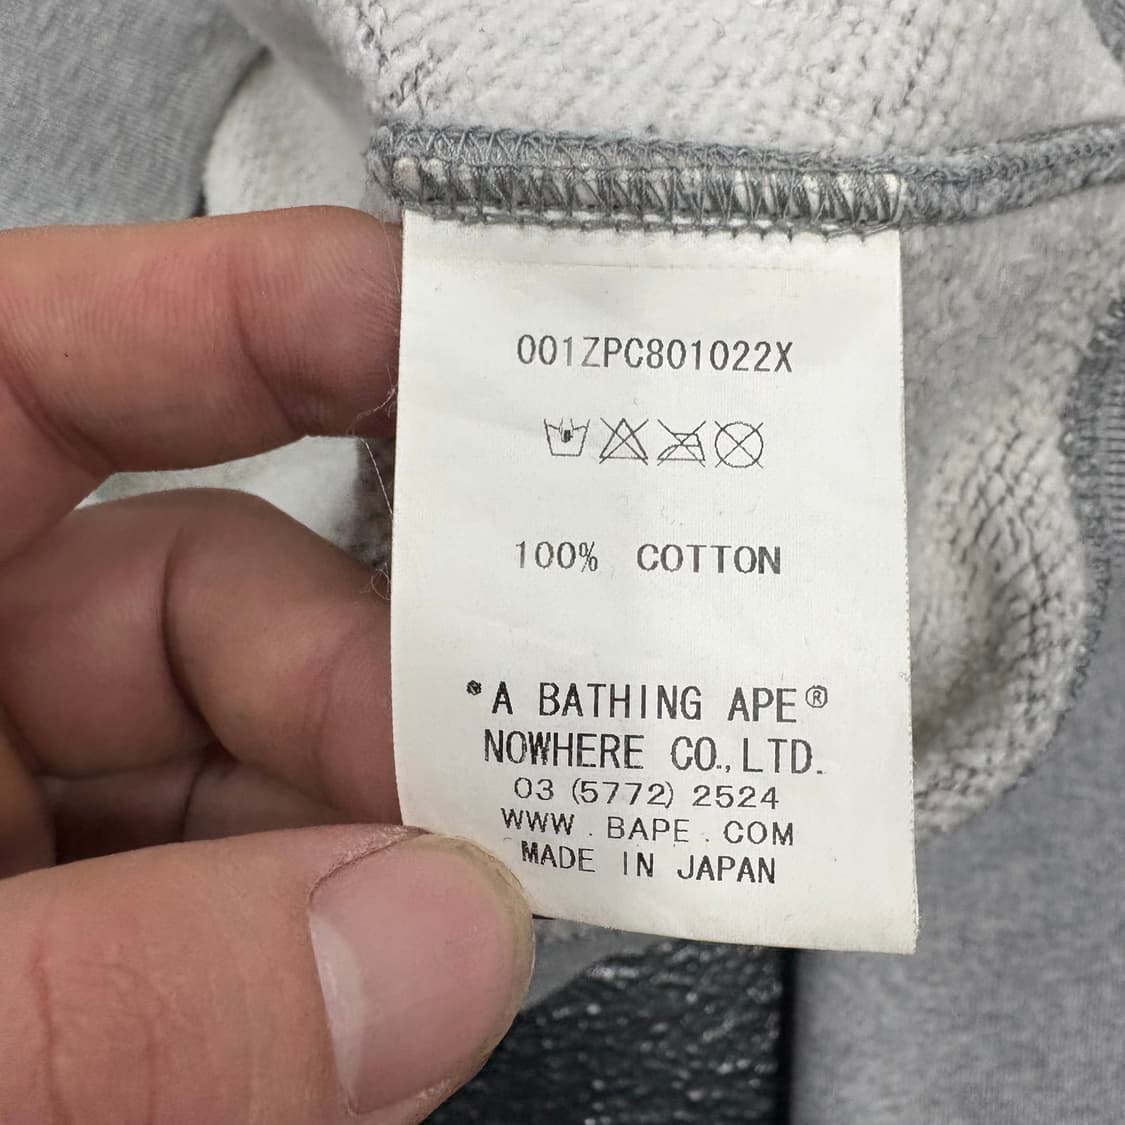 001ZPC801022X
100% COTTON
*A BATHING APE®
NOWHERE CO.,LTD.
03 (5772) 2524
WWW . BAPE . COM
MADE IN JAPAN